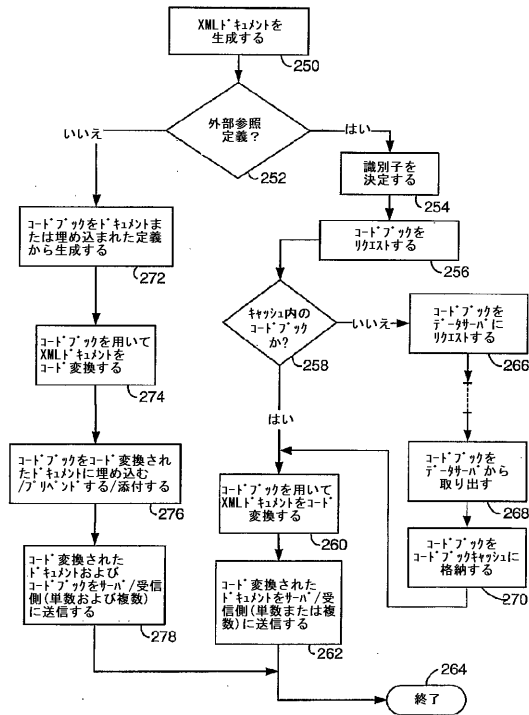 XMLドキュメントを
生成する
250
外部参照
定義？
252
いいえ
はい
識別子を
決定する
254
コードブックを
リクエストする
256
コードブックをドキュメントま
たは埋め込まれた定義
から生成する
272
キャッシュ内の
コードブック
か？
258
いいえ
はい
コードブックを
データサーバに
リクエストする
266
コードブックを用いて
XMLドキュメントを
コード変換する
274
コードブックを
データサーバから
取り出す
268
コードブックをコード変換され
たドキュメントに埋め込む
/プリペンドする/添付する
276
コードブックを用いて
XMLドキュメントをコード
変換する
260
コードブックを
コードブックキャッシュに
格納する
270
コード変換された
ドキュメントおよび
コードブックをサーバ/受信
側(単数および複数)
に送信する
278
コード変換された
ドキュメントをサーバ/受
信側(単数または複
数)に送信する
262
264
終了